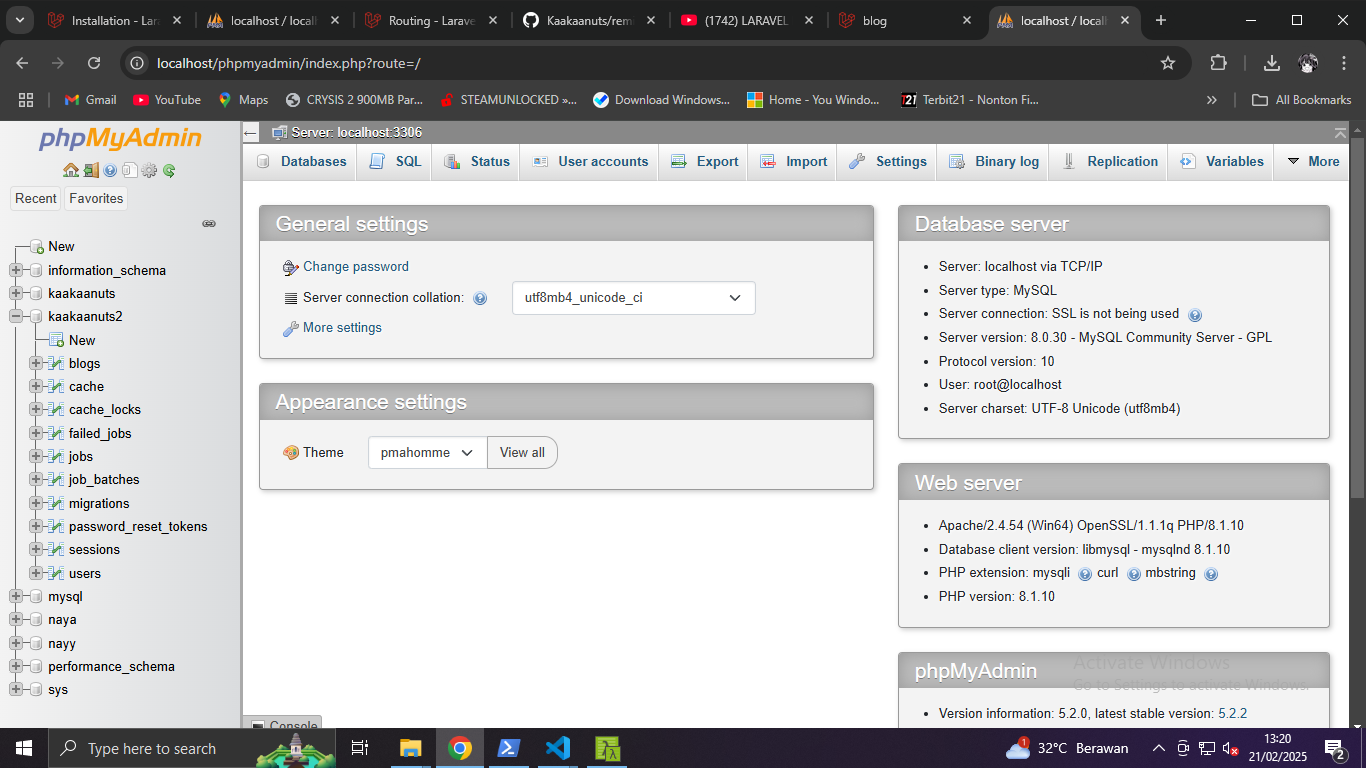 Installation - Lara
localhost / locall
Routing - Larave
Kaakaanuts/rem
(1742) LARAVEL
blog
localhost / locall
localhost/phpmyadmin/index.php?route=/
Gmail
YouTube
Maps
CRYSIS 2 900MB Par...
STEAMUNLOCKED »...
Download Windows...
Home - You Windo...
Terbit21 - Nonton Fi...
»
All Bookmarks
phpMyAdmin
Recent
Favorites
New
information_schema
kaakaanuts
kaakaanuts2
New
blogs
cache
cache_locks
failed_jobs
jobs
job_batches
migrations
password_reset_tokens
sessions
users
mysql
naya
nayy
performance_schema
sys
Server: localhost:3306
Databases
SQL
Status
User accounts
Export
Import
Settings
Binary log
Replication
Variables
More
General settings
Change password
Server connection collation:
utf8mb4_unicode_ci
More settings
Appearance settings
Theme
pmahomme
View all
Database server
Server: localhost via TCP/IP
Server type: MySQL
Server connection: SSL is not being used
Server version: 8.0.30 - MySQL Community Server - GPL
Protocol version: 10
User: root@localhost
Server charset: UTF-8 Unicode (utf8mb4)
Web server
Apache/2.4.54 (Win64) OpenSSL/1.1.1q PHP/8.1.10
Database client version: libmysql - mysqlnd 8.1.10
PHP extension: mysqli curl mbstring
PHP version: 8.1.10
phpMyAdmin
Version information: 5.2.0, latest stable version: 5.2.2
Activate Windows
Go to Settings to activate Windows.
Console
Type here to search
32°C Berawan
13:20
21/02/2025
2